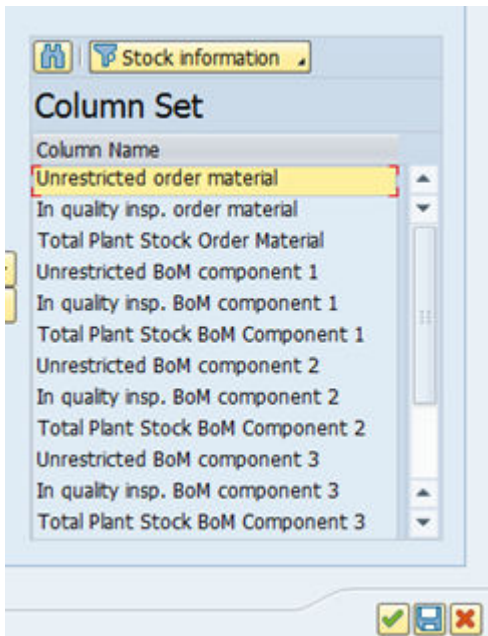 Stock information
Column Set
Column Name
Unrestricted order material
In quality insp. order material
Total Plant Stock Order Material
Unrestricted BoM component 1
In quality insp. BoM component 1
Total Plant Stock BoM Component 1
Unrestricted BoM component 2
In quality insp. BoM component 2
Total Plant Stock BoM Component 2
Unrestricted BoM component 3
In quality insp. BoM component 3
Total Plant Stock BoM Component 3